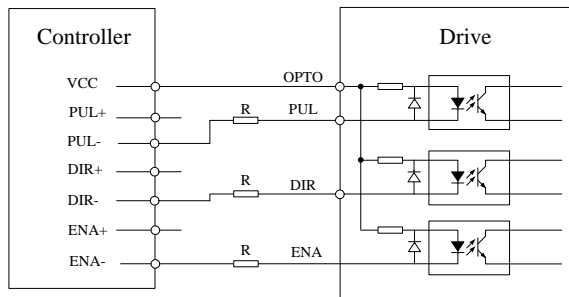 Controller
Drive
VCC
OPTO
PUL+
R
PUL
PUL-
DIR+
R
DIR
DIR-
ENA+
R
ENA
ENA-